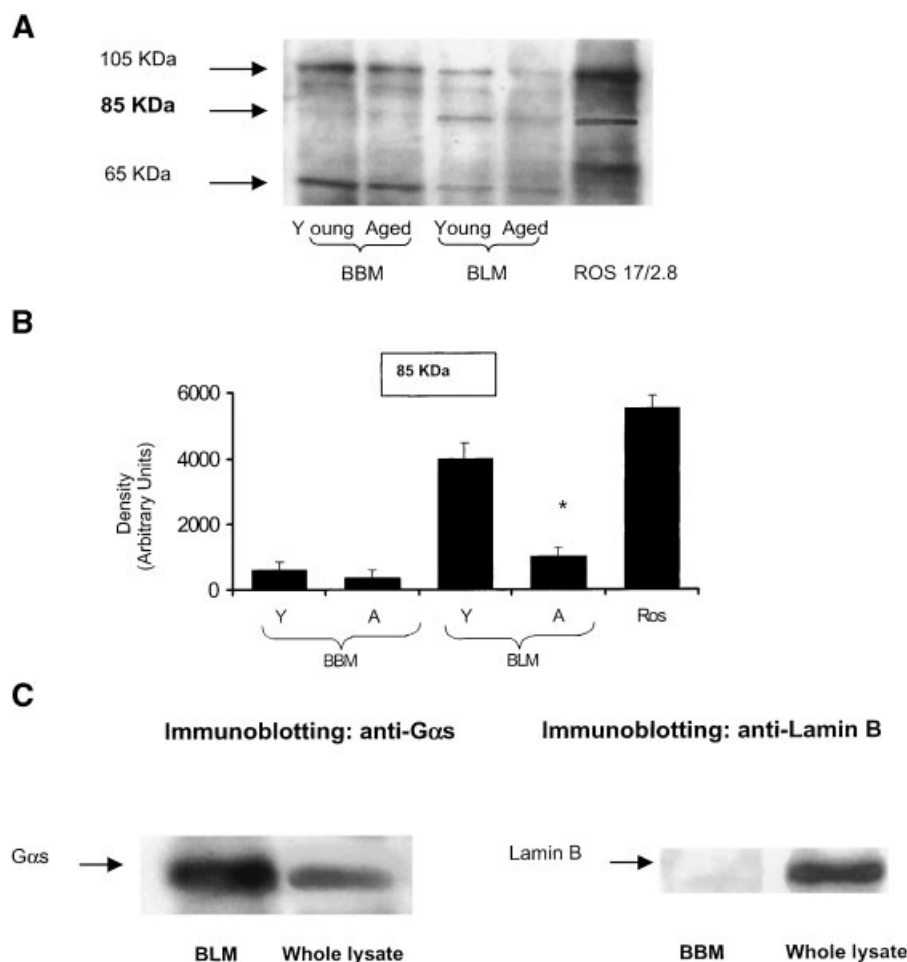 A
105 KDa
85 KDa
65 KDa
Y oung Aged Young Aged
BBM BLM ROS 17/2.8
B
85 KDa
6000
4000
2000
0
Density
(Arbitrary Units)
*
Y A Y A Ros
BBM BLM
C
Immunoblotting: anti-Gαs Immunoblotting: anti-Lamin B
Gαs Lamin B
BLM Whole lysate BBM Whole lysate